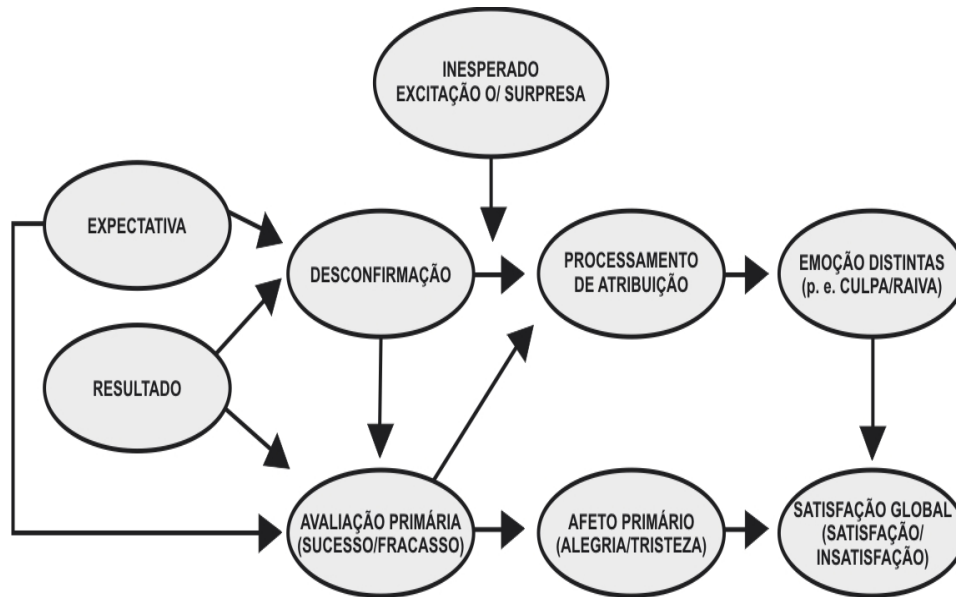 INESPERADO
EXCITAÇÃO O/ SURPRESA
EXPECTATIVA
DESCONFIRMAÇÃO
PROCESSAMENTO
DE ATRIBUIÇÃO
EMOÇÃO DISTINTAS
(p. e. CULPA/RAIVA)
RESULTADO
AVALIAÇÃO PRIMÁRIA
(SUCESSO/FRACASSO)
AFETO PRIMÁRIO
(ALEGRIA/TRISTEZA)
SATISFAÇÃO GLOBAL
(SATISFAÇÃO/
INSATISFAÇÃO)